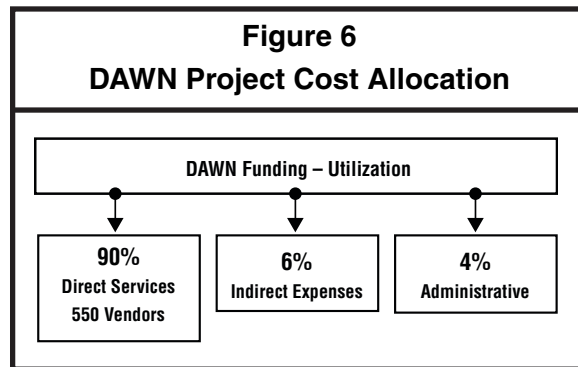 Figure 6
DAWN Project Cost Allocation
DAWN Funding – Utilization
90%
Direct Services
550 Vendors
6%
Indirect Expenses
4%
Administrative